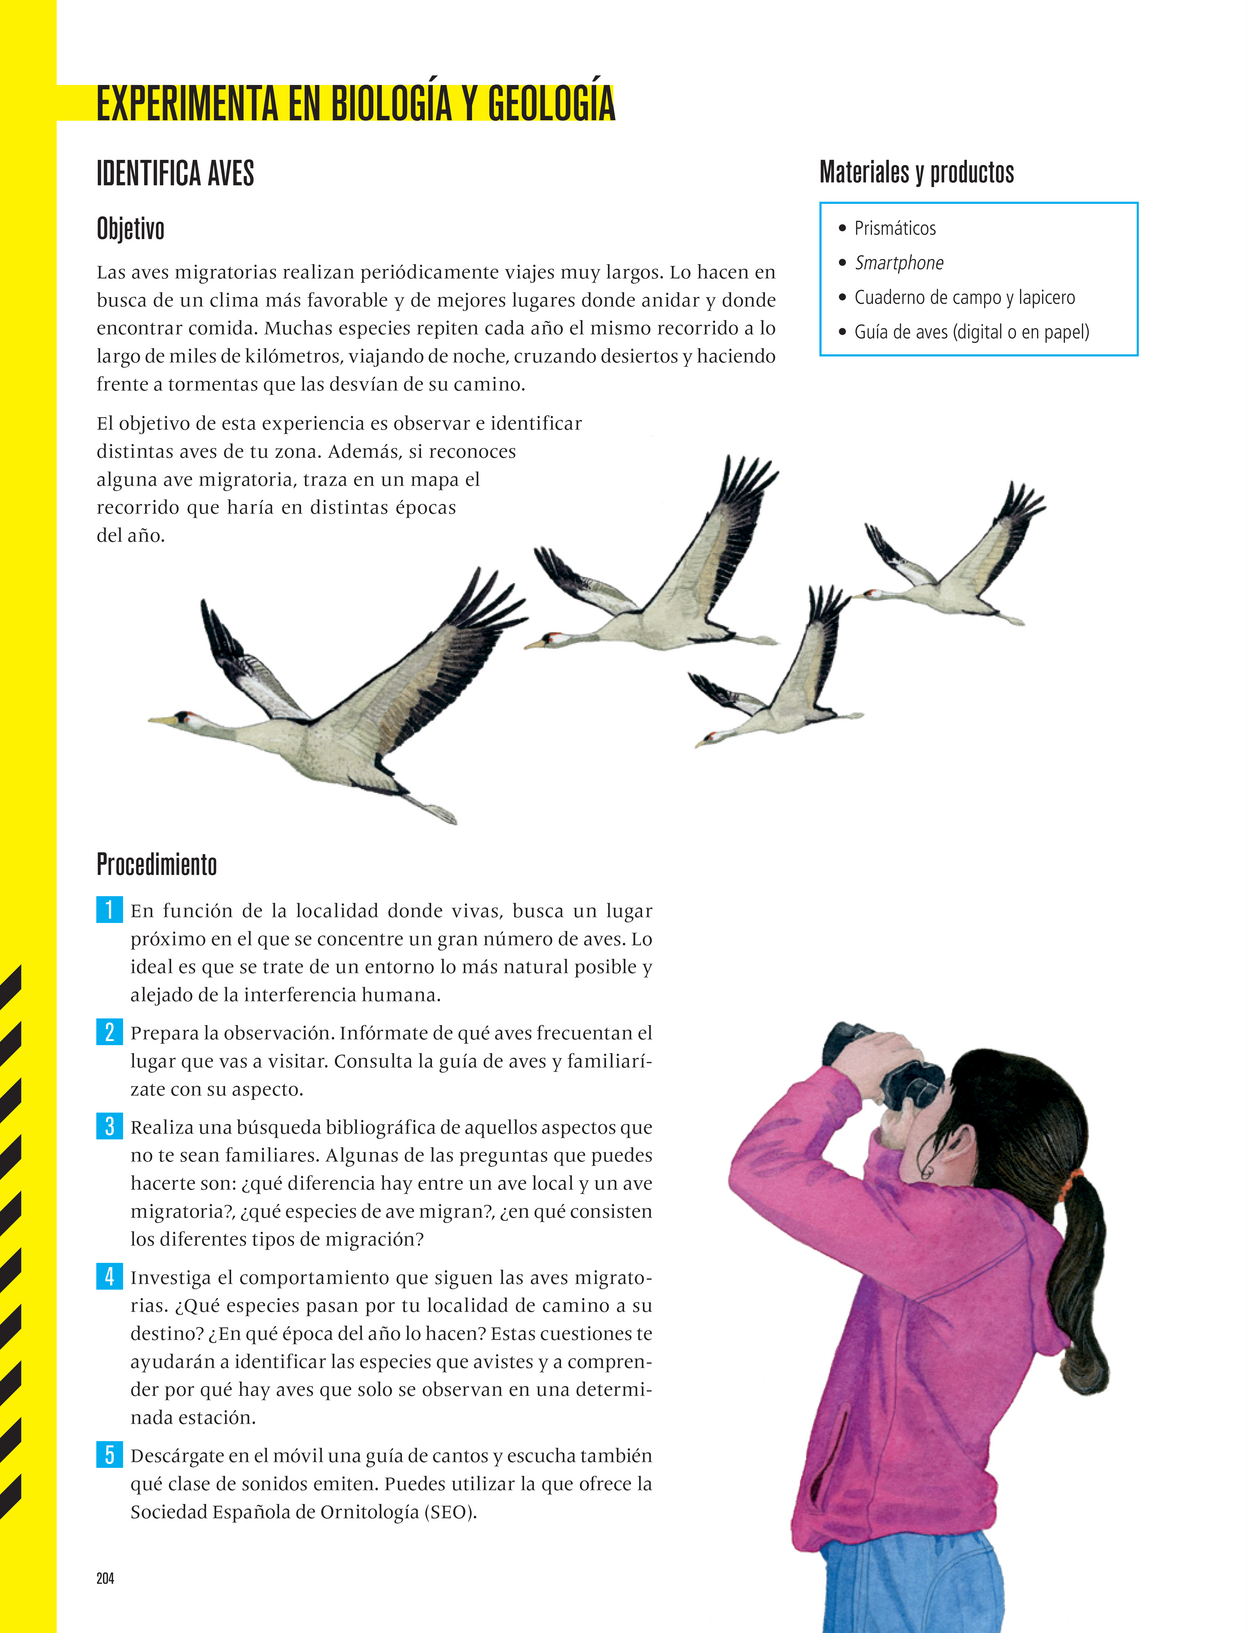 EXPERIMENTA EN BIOLOGÍA Y GEOLOGÍA
IDENTIFICA AVES
Objetivo
Las aves migratorias realizan periódicamente viajes muy largos. Lo hacen en
busca de un clima más favorable y de mejores lugares donde anidar y donde
encontrar comida. Muchas especies repiten cada año el mismo recorrido a lo
largo de miles de kilómetros, viajando de noche, cruzando desiertos y haciendo
frente a tormentas que las desvían de su camino.
El objetivo de esta experiencia es observar e identificar
distintas aves de tu zona. Además, si reconoces
alguna ave migratoria, traza en un mapa el
recorrido que haría en distintas épocas
del año.
Materiales y productos
• Prismáticos
• Smartphone
• Cuaderno de campo y lapicero
• Guía de aves (digital o en papel)
Procedimiento
1 En función de la localidad donde vivas, busca un lugar
próximo en el que se concentre un gran número de aves. Lo
ideal es que se trate de un entorno lo más natural posible y
alejado de la interferencia humana.
2 Prepara la observación. Infórmate de qué aves frecuentan el
lugar que vas a visitar. Consulta la guía de aves y familiarí-
zate con su aspecto.
3 Realiza una búsqueda bibliográfica de aquellos aspectos que
no te sean familiares. Algunas de las preguntas que puedes
hacerte son: ¿qué diferencia hay entre un ave local y un ave
migratoria?, ¿qué especies de ave migran?, ¿en qué consisten
los diferentes tipos de migración?
4 Investiga el comportamiento que siguen las aves migrato-
rias. ¿Qué especies pasan por tu localidad de camino a su
destino? ¿En qué época del año lo hacen? Estas cuestiones te
ayudarán a identificar las especies que avistes y a compren-
der por qué hay aves que solo se observan en una determi-
nada estación.
5 Descárgate en el móvil una guía de cantos y escucha también
qué clase de sonidos emiten. Puedes utilizar la que ofrece la
Sociedad Española de Ornitología (SEO).
204